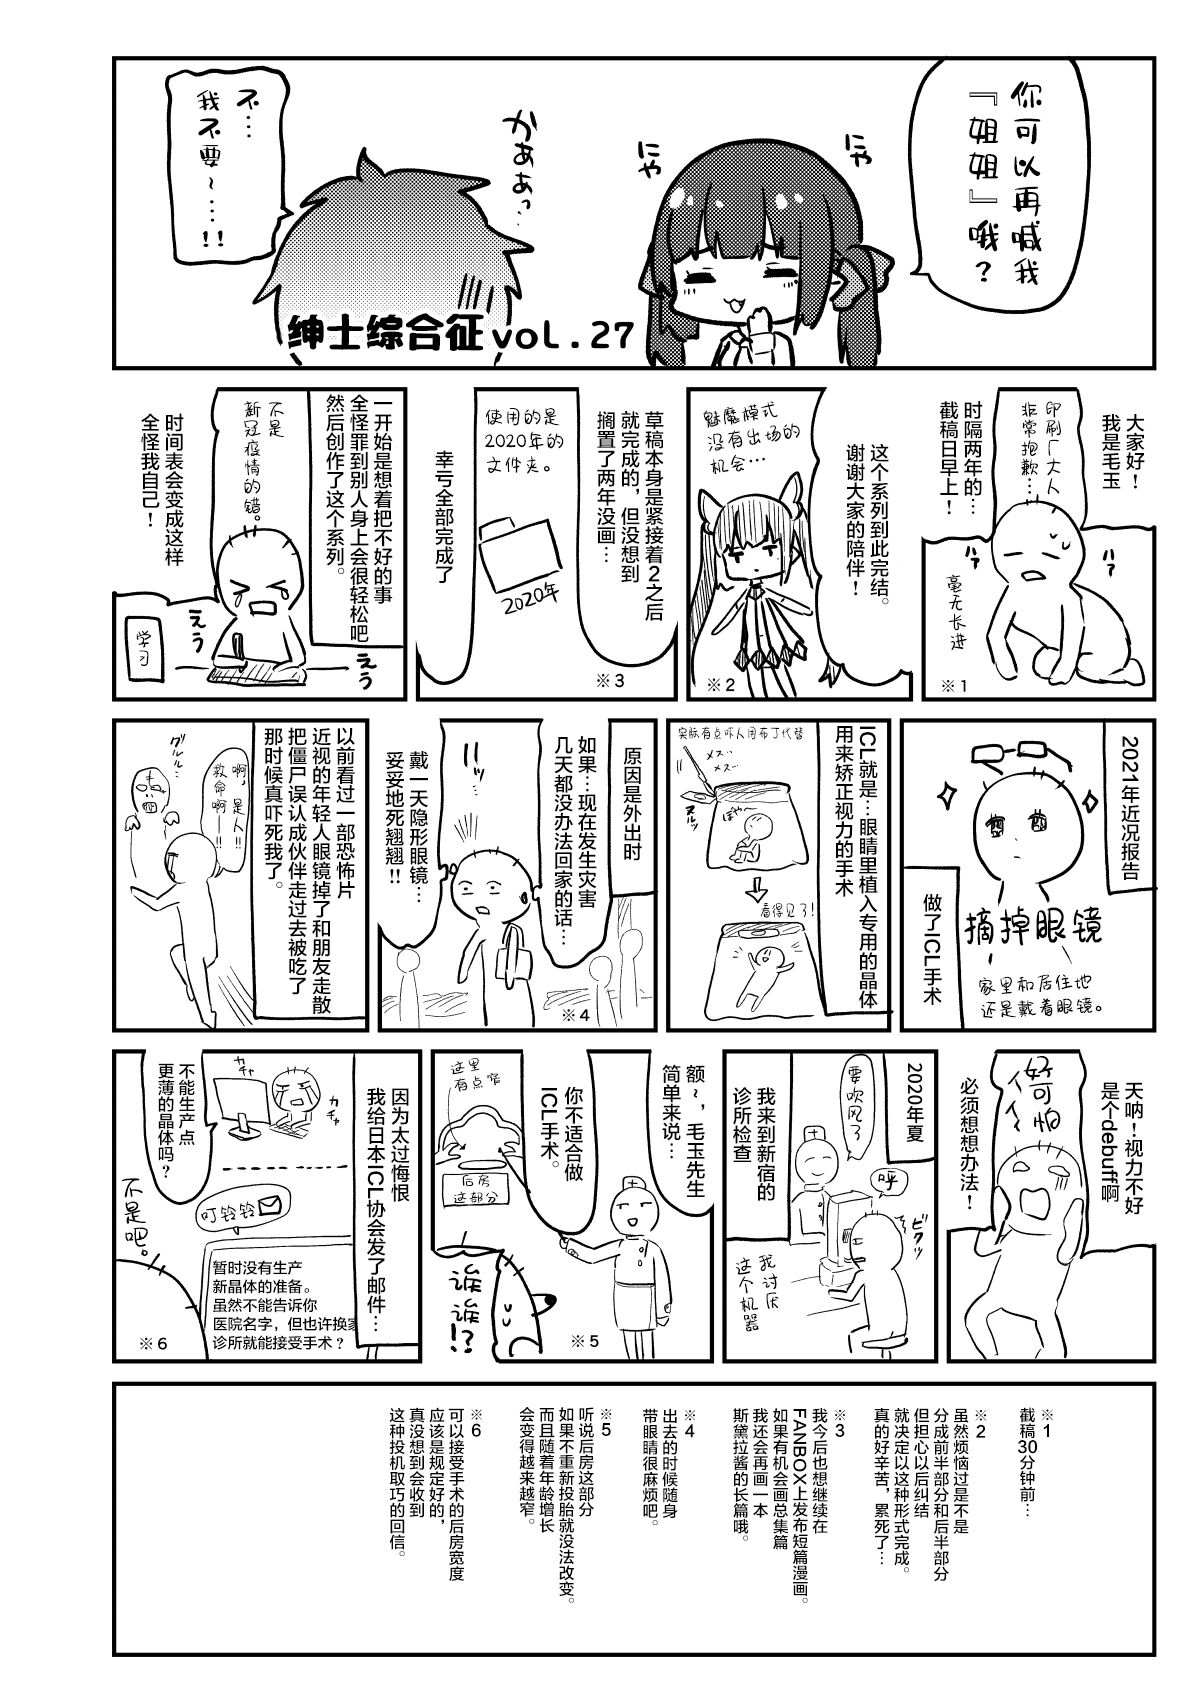 你可以再喊我
『姐姐』哦？
にゃ
にゃ
かぁぁっ…
不…
我不要～……!!
绅士综合征vol.27
大家好！
我是毛玉
印刷厂大人
非常抱歉…
时隔两年的…
截稿日早上！
ハァ
ハァ
毫无长进
※1
这个系列到此完结。
谢谢大家的陪伴！
魅魔模式
没有出场的
机会…
※2
草稿本身是紧接着2之后
就完成的，但没想到
搁置了两年没画…
使用的是
2020年的
文件夹。
2020年
幸亏全部完成了
※3
一开始是想着把不好的事
全怪罪到别人身上会很轻松吧
然后创作了这个系列。
不是
新冠疫情的错。
时间表会变成这样
全怪我自己！
えぅ
えぅ
学习
2021年近况报告
摘掉眼镜
家里和居住地
还是戴着眼镜。
做了ICL手术
ICL就是…眼睛里植入专用的晶体
用来矫正视力的手术
实际有点吓人用布丁代替
メス…
メス…
ヌルッ
ぼや～
看得见了！
原因是外出时
如果…现在发生灾害
几天都没办法回家的话…
戴一天隐形眼镜…
妥妥地死翘翘!!
※4
以前看过一部恐怖片
近视的年轻人眼镜掉了和朋友走散
把僵尸误认成伙伴走过去被吃了
那时候真吓死我了。
グルル…
啊，是人!!
救命啊——!!
天呐！视力不好
是个debuff啊
好可怕
必须想想办法！
2020年夏
要吹风了
我来到新宿的
诊所检查
呼
ビクッ
我讨厌
这个机器
额～，毛玉先生
简单来说…
你不适合做
ICL手术。
这里
有点窄
后房
这部分
诶诶!?
※5
因为太过悔恨
我给日本ICL协会发了邮件…
カチャ
カチャ
不能生产点
更薄的晶体吗？
叮铃铃
不是吧…!
暂时没有生产
新晶体的准备。
虽然不能告诉你
医院名字，但也许换家
诊所就能接受手术？
※6
※1
截稿30分钟前…
※2
虽然烦恼过是不是
分成前半部分和后半部分
但担心以后纠结
就决定以这种形式完成。
真的好辛苦，累死了…
※3
我今后也想继续在
FANBOX上发布短篇漫画。
如果有机会画总集篇
我还会再画一本
斯黛拉酱的长篇哦。
※4
出去的时候随身
带眼睛很麻烦吧。
※5
听说后房这部分
如果不重新投胎就没法改变。
而且随着年龄增长
会变得越来越窄。
※6
可以接受手术的后房宽度
应该是规定好的，
真没想到会收到
这种投机取巧的回信。